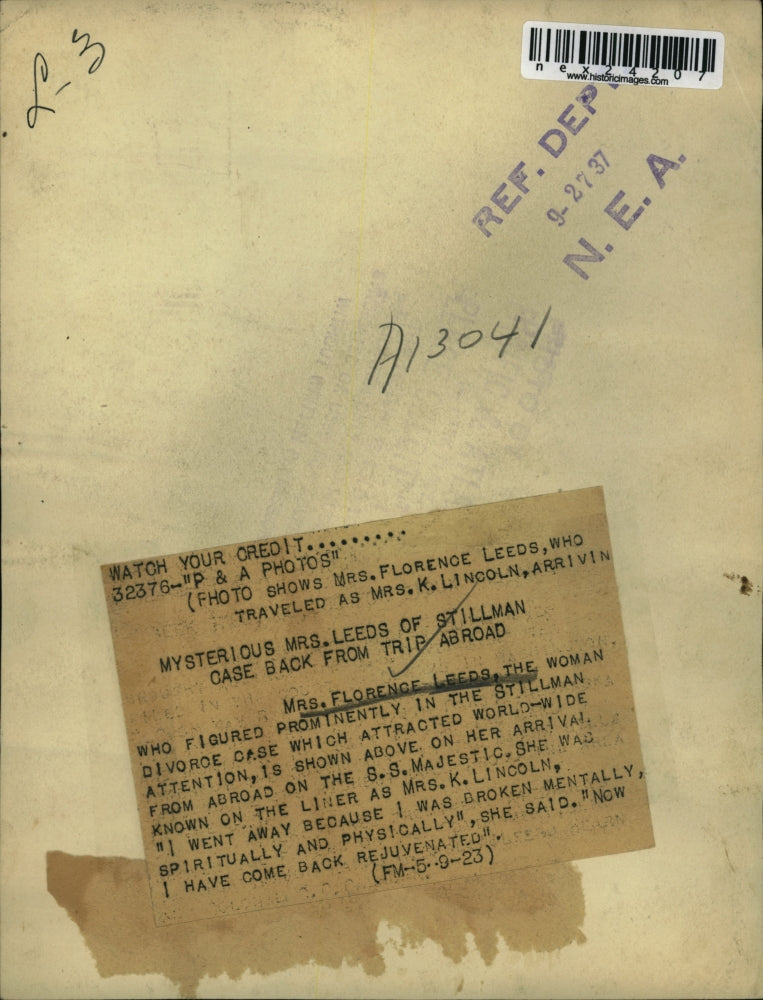 L-3
nex24207
www.historicimages.com
REF. DEPT
9-27 37
N. E. A.
A13041
WATCH YOUR CREDIT..........
32376-"P & A PHOTOS"
(PHOTO SHOWS MRS. FLORENCE LEEDS, WHO
TRAVELED AS MRS. K. LINCOLN, ARRIVIN
MYSTERIOUS MRS. LEEDS OF STILLMAN
CASE BACK FROM TRIP ABROAD
MRS. FLORENCE LEEDS, THE WOMAN
WHO FIGURED PROMINENTLY IN THE STILLMAN
DIVORCE CASE WHICH ATTRACTED WORLD-WIDE
ATTENTION, IS SHOWN ABOVE ON HER ARRIVAL
FROM ABROAD ON THE S.S. MAJESTIC. SHE WAS
KNOWN ON THE LINER AS MRS. K. LINCOLN,
"I WENT AWAY BECAUSE I WAS BROKEN MENTALLY,
SPIRITUALLY AND PHYSICALLY", SHE SAID. "NOW
I HAVE COME BACK REJUVENATED".
(FM-5-9-23)